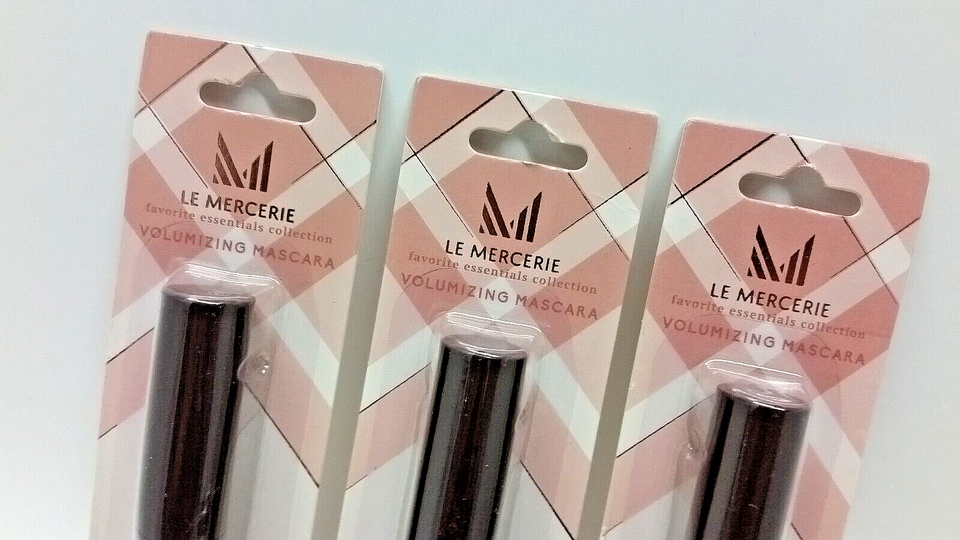 LE MERCERIE
favorite essentials collection
VOLUMIZING MASCARA
LE MERCERIE
favorite essentials collection
VOLUMIZING MASCARA
LE MERCERIE
favorite essentials collection
VOLUMIZING MASCARA